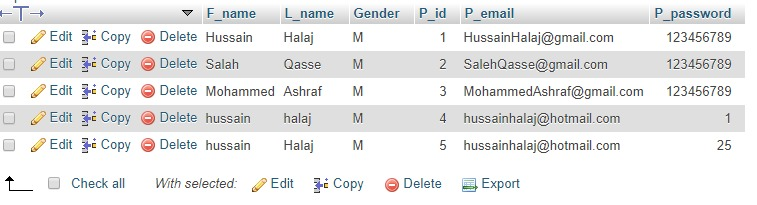 F_name L_name Gender P_id P_email P_password
Edit Copy Delete Hussain Halaj M 1 HussainHalaj@gmail.com 123456789
Edit Copy Delete Salah Qasse M 2 SalehQasse@gmail.com 123456789
Edit Copy Delete Mohammed Ashraf M 3 MohammedAshraf@gmail.com 123456789
Edit Copy Delete hussain halaj M 4 hussainhalaj@hotmail.com 1
Edit Copy Delete hussain Halaj M 5 hussainhalaj@hotmail.com 25
Check all With selected: Edit Copy Delete Export